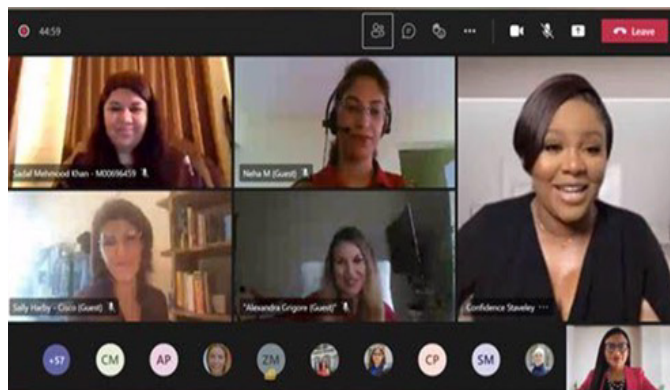 44:59
Leave
Sadaf Mehmood Khan - M00696459
Neha M (Guest)
Sally Harby - Cisco (Guest)
"Alexandra Grigore (Guest)"
Confidence Staveley
+57
CM
AP
ZM
CP
SM